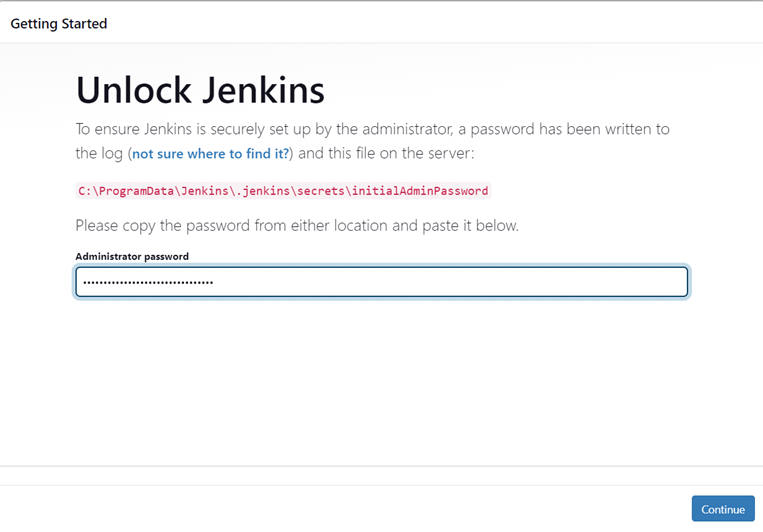 Getting Started
Unlock Jenkins
To ensure Jenkins is securely set up by the administrator, a password has been written to
the log (not sure where to find it?) and this file on the server:
C:\ProgramData\Jenkins\.jenkins\secrets\initialAdminPassword
Please copy the password from either location and paste it below.
Administrator password
••••••••••••••••••••••••••••••••
Continue